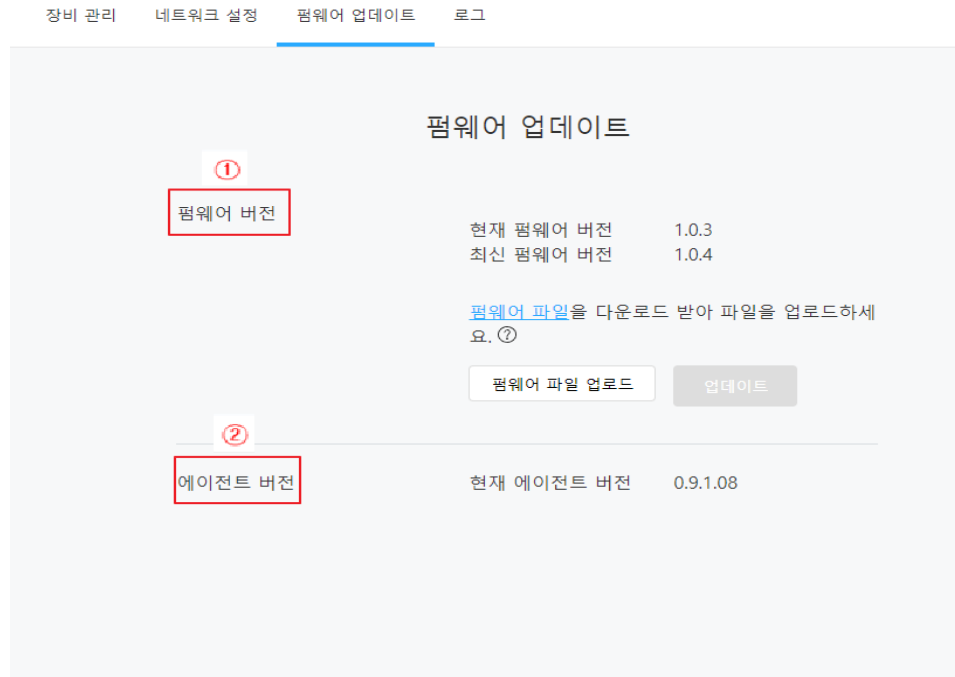 장비 관리 네트워크 설정 펌웨어 업데이트 로그
펌웨어 업데이트
①
펌웨어 버전
현재 펌웨어 버전 1.0.3
최신 펌웨어 버전 1.0.4
펌웨어 파일을 다운로드 받아 파일을 업로드하세
요. ?
펌웨어 파일 업로드 업데이트
②
에이전트 버전 현재 에이전트 버전 0.9.1.08